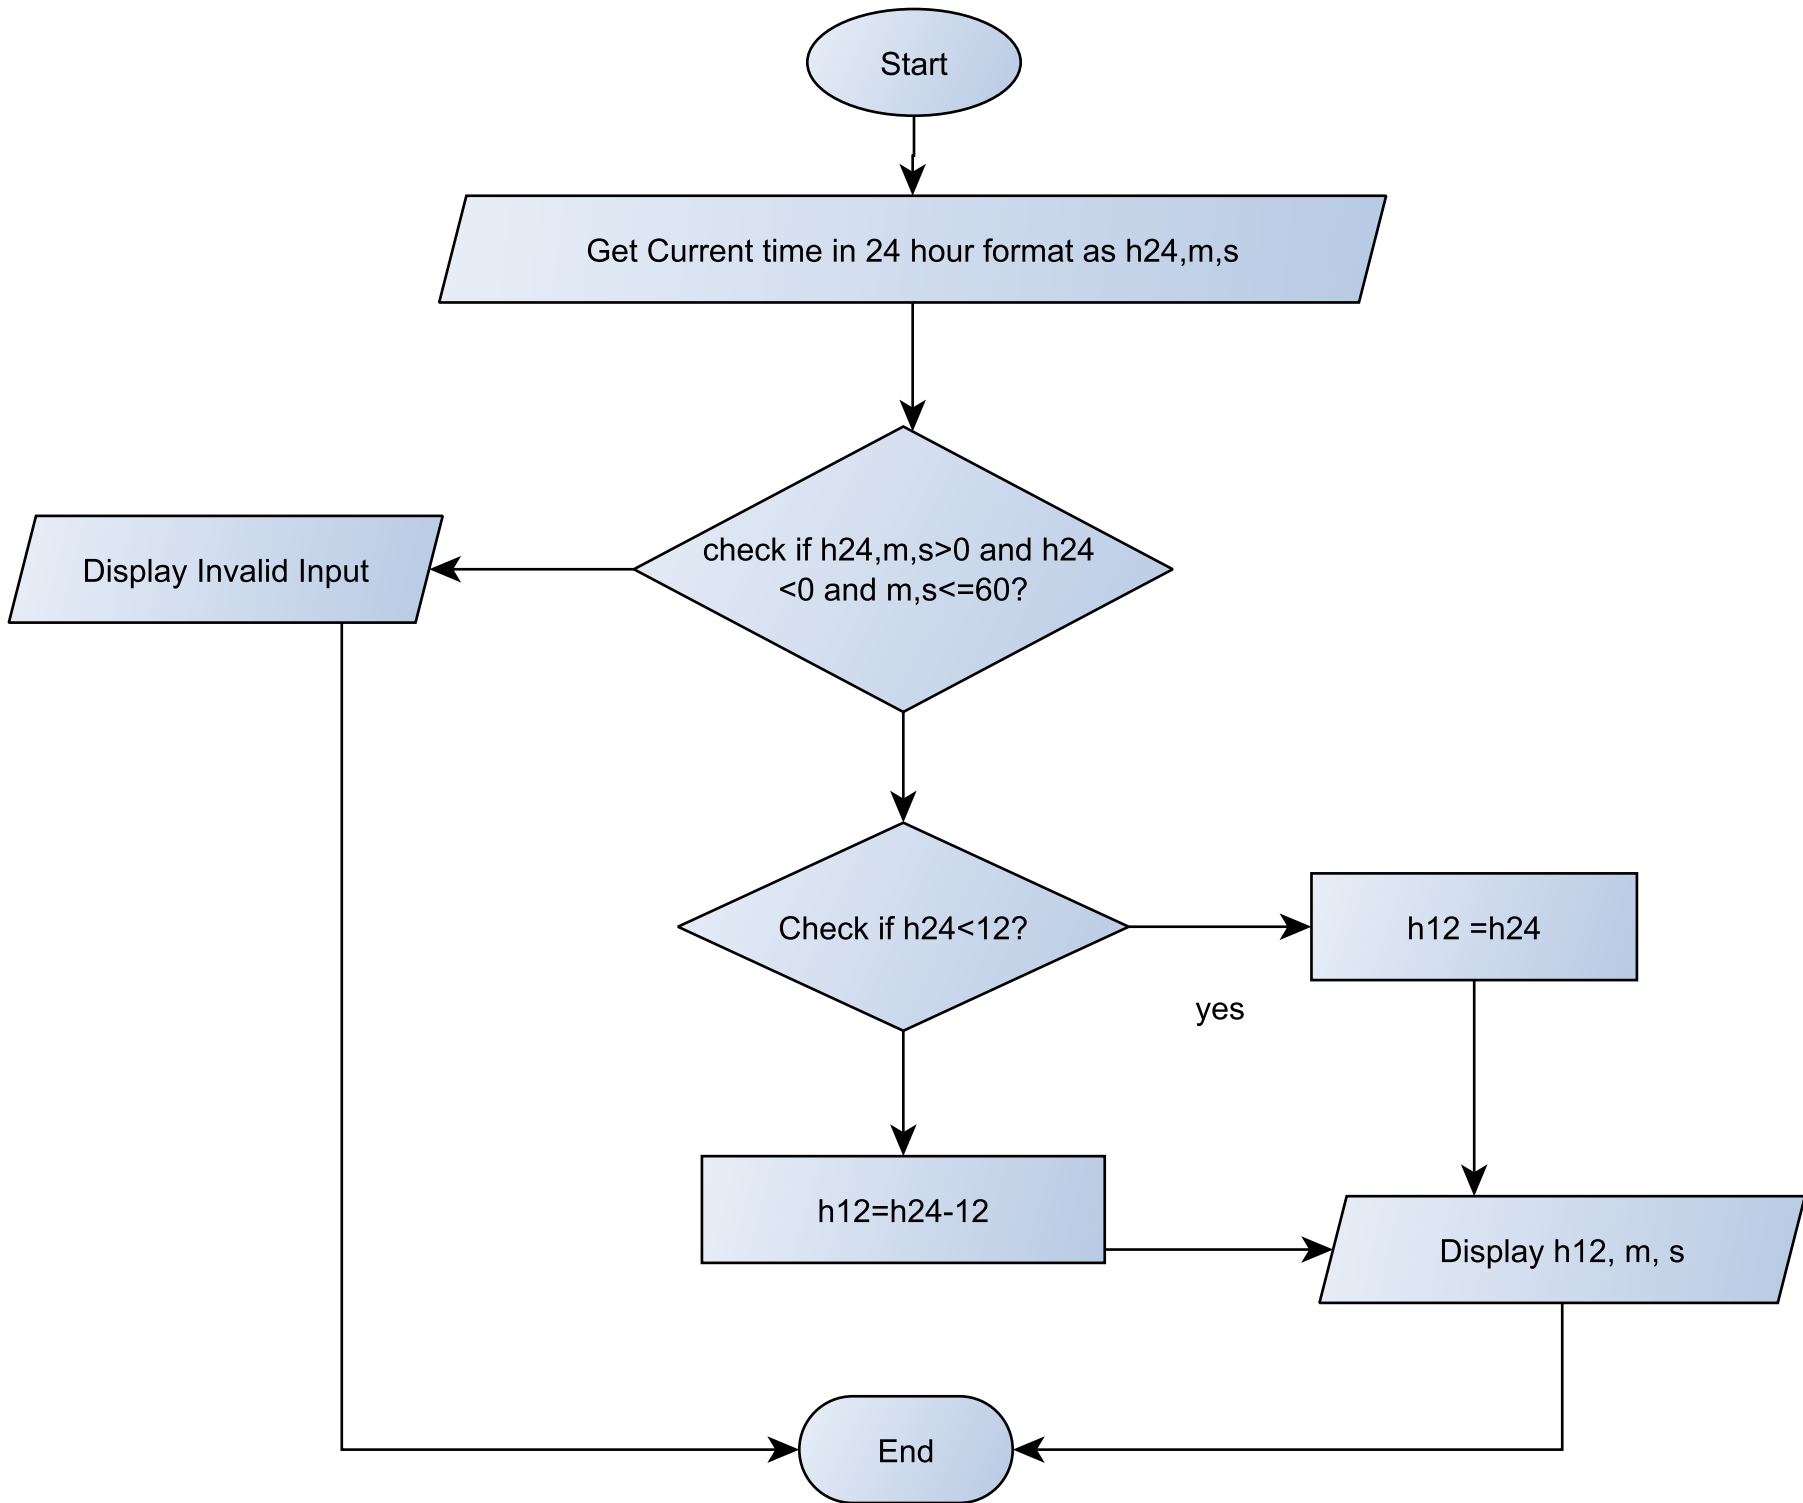 Start
Get Current time in 24 hour format as h24,m,s
check if h24,m,s>0 and h24
<0 and m,s<=60?
Display Invalid Input
Check if h24<12?
h12 =h24
yes
h12=h24-12
Display h12, m, s
End